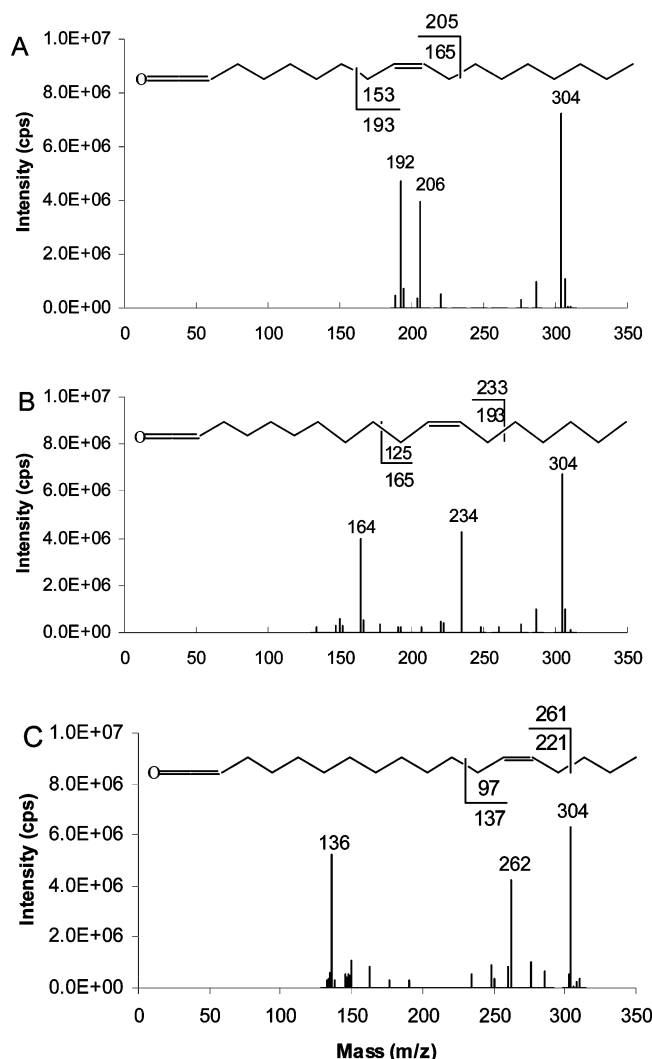 A
Intensity (cps)
1.0E+07
8.0E+06
6.0E+06
4.0E+06
2.0E+06
0.0E+00
O
205
165
153
193
304
192
206
0 50 100 150 200 250 300 350
B
Intensity (cps)
1.0E+07
8.0E+06
6.0E+06
4.0E+06
2.0E+06
0.0E+00
O
233
193
125
165
304
164
234
0 50 100 150 200 250 300 350
C
Intensity (cps)
1.0E+07
8.0E+06
6.0E+06
4.0E+06
2.0E+06
0.0E+00
O
261
221
97
137
304
136
262
0 50 100 150 200 250 300 350
Mass (m/z)